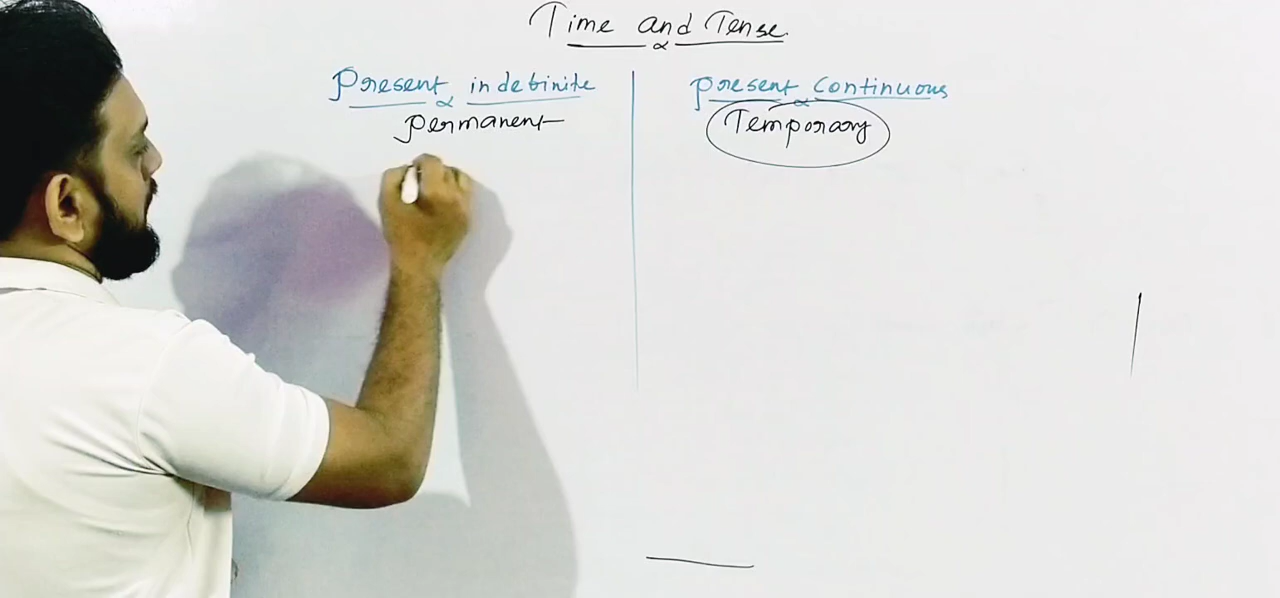 Time and Tense
Present indefinite
permanent
present continuous
Temporary